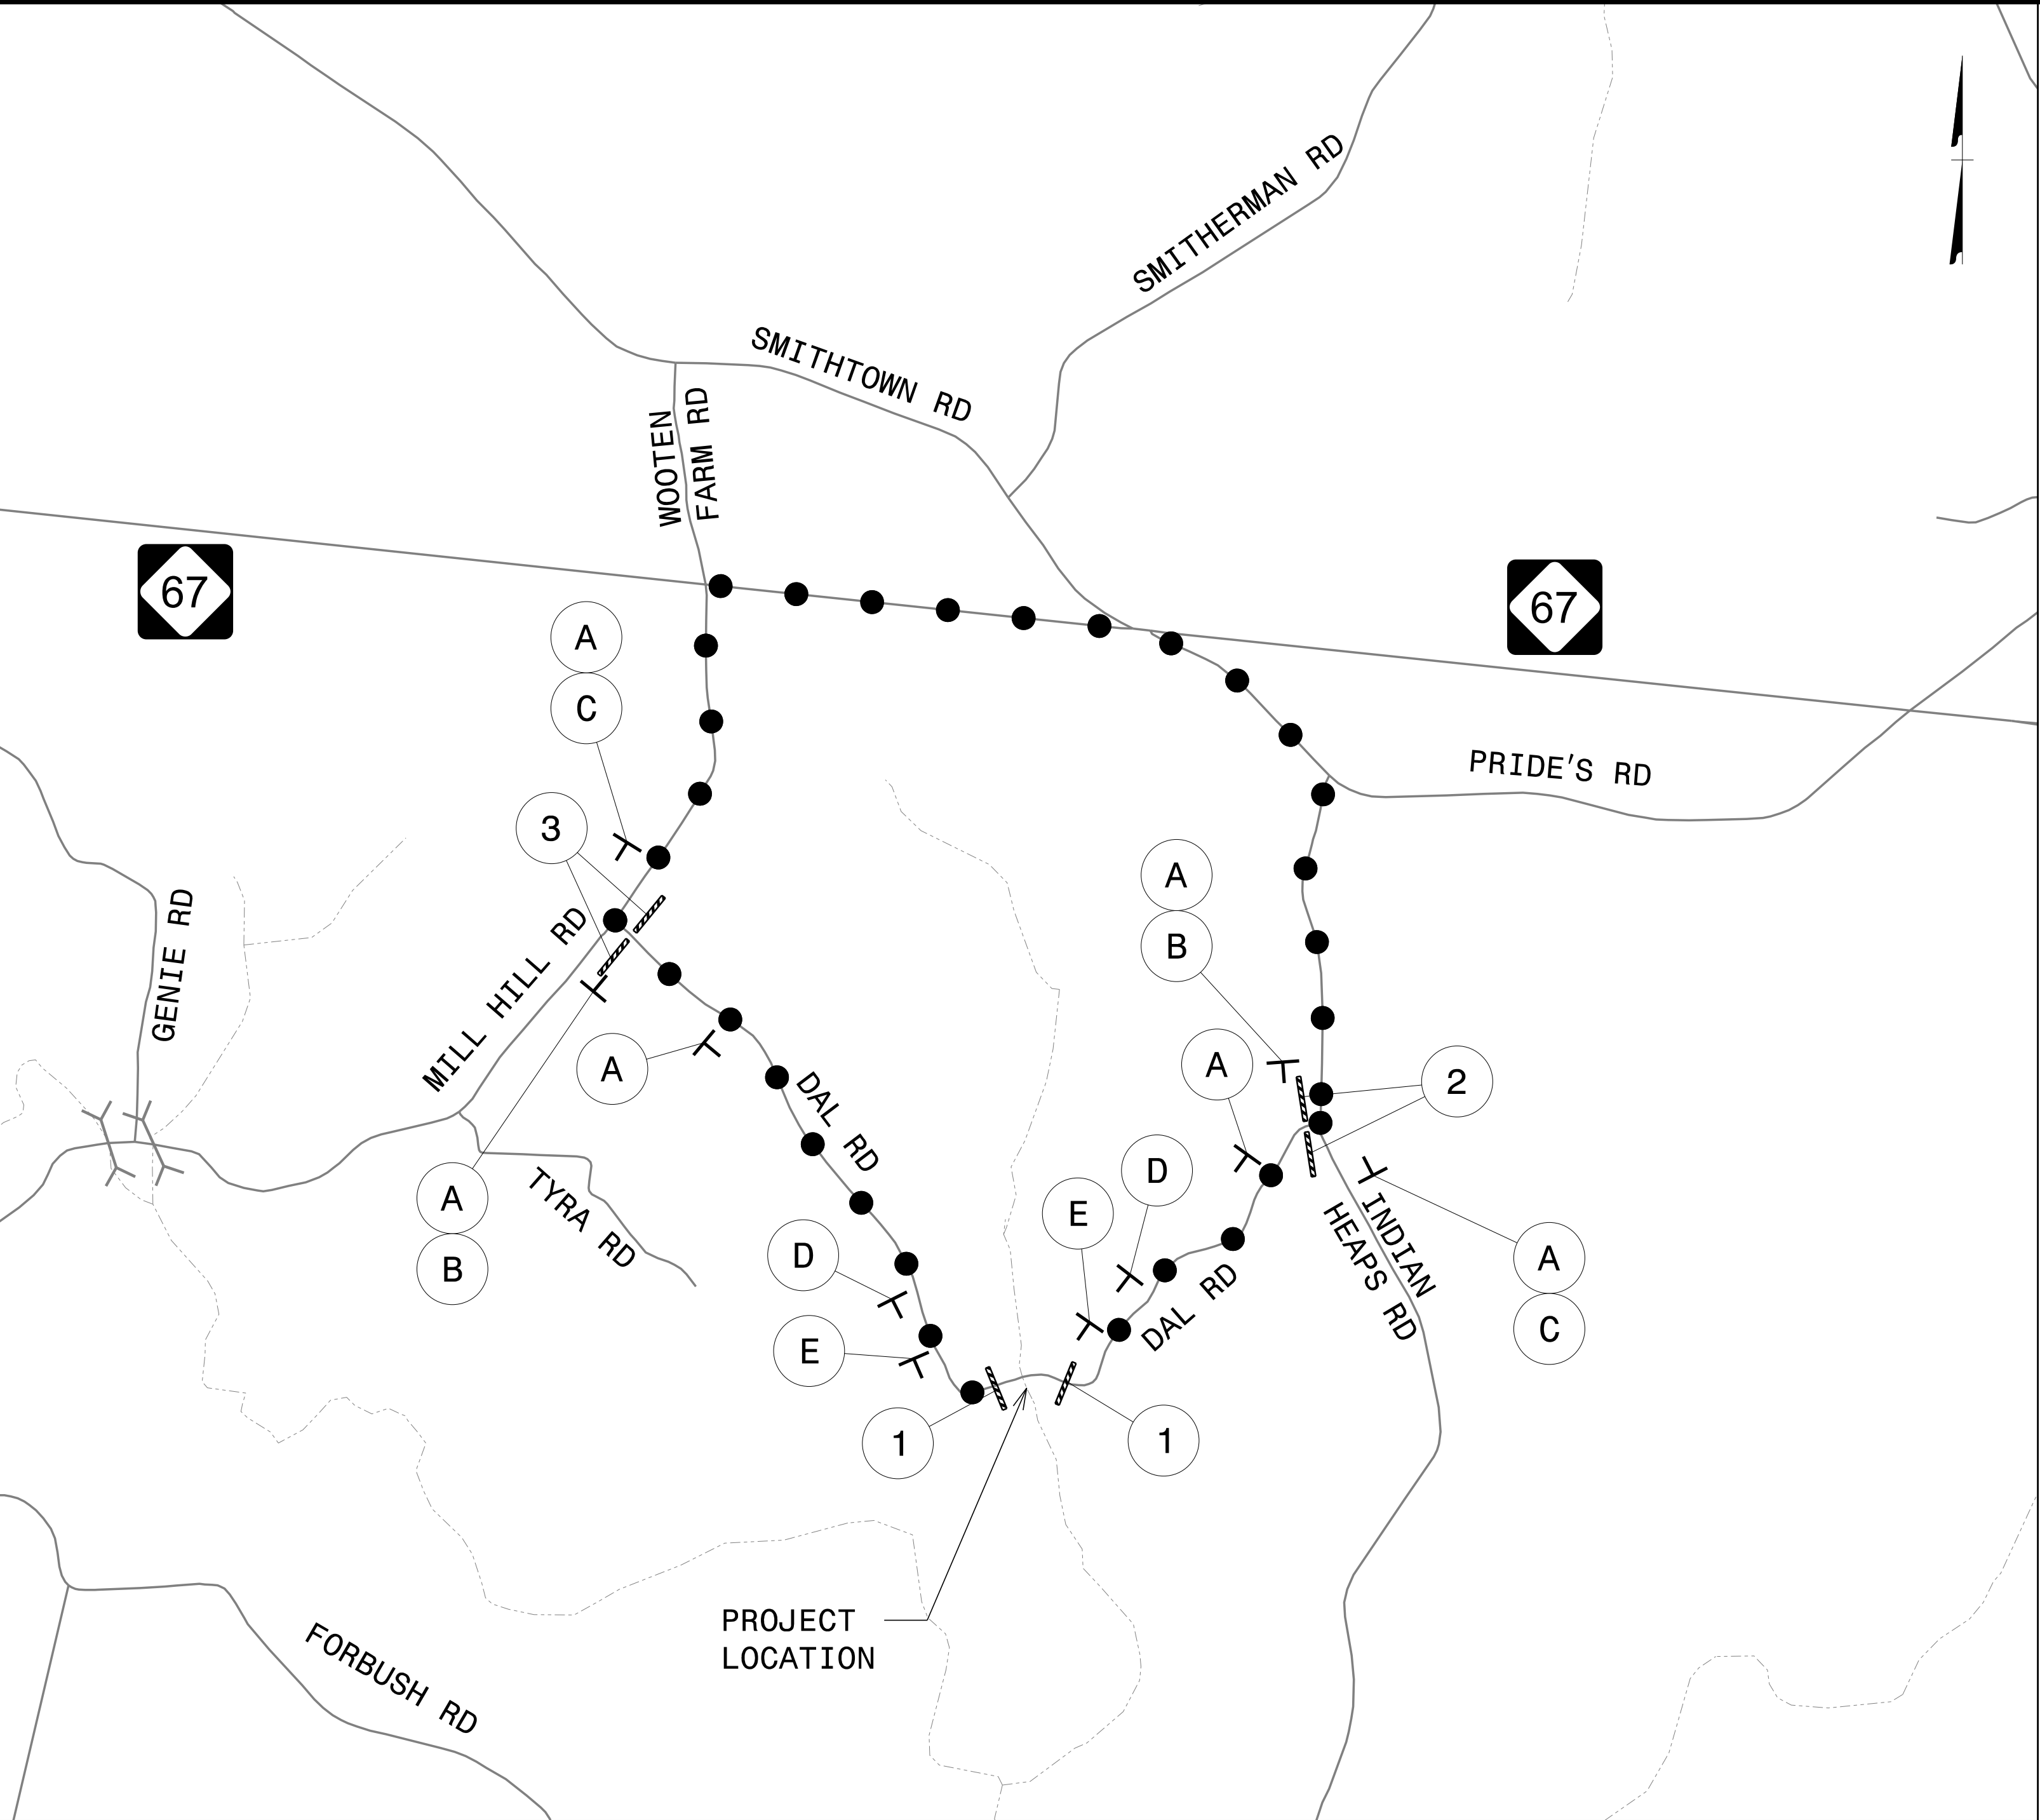 SMITHERMAN RD
SMITHTOWN RD
WOOTEN
FARM RD
67
67
A
C
PRIDE'S RD
3
A
B
GENIE RD
MILL HILL RD
A
A
2
DAL RD
D
E
A
B
TYRA RD
D
INDIAN
HEAPS RD
A
C
DAL RD
E
1
1
PROJECT
LOCATION
FORBUSH RD